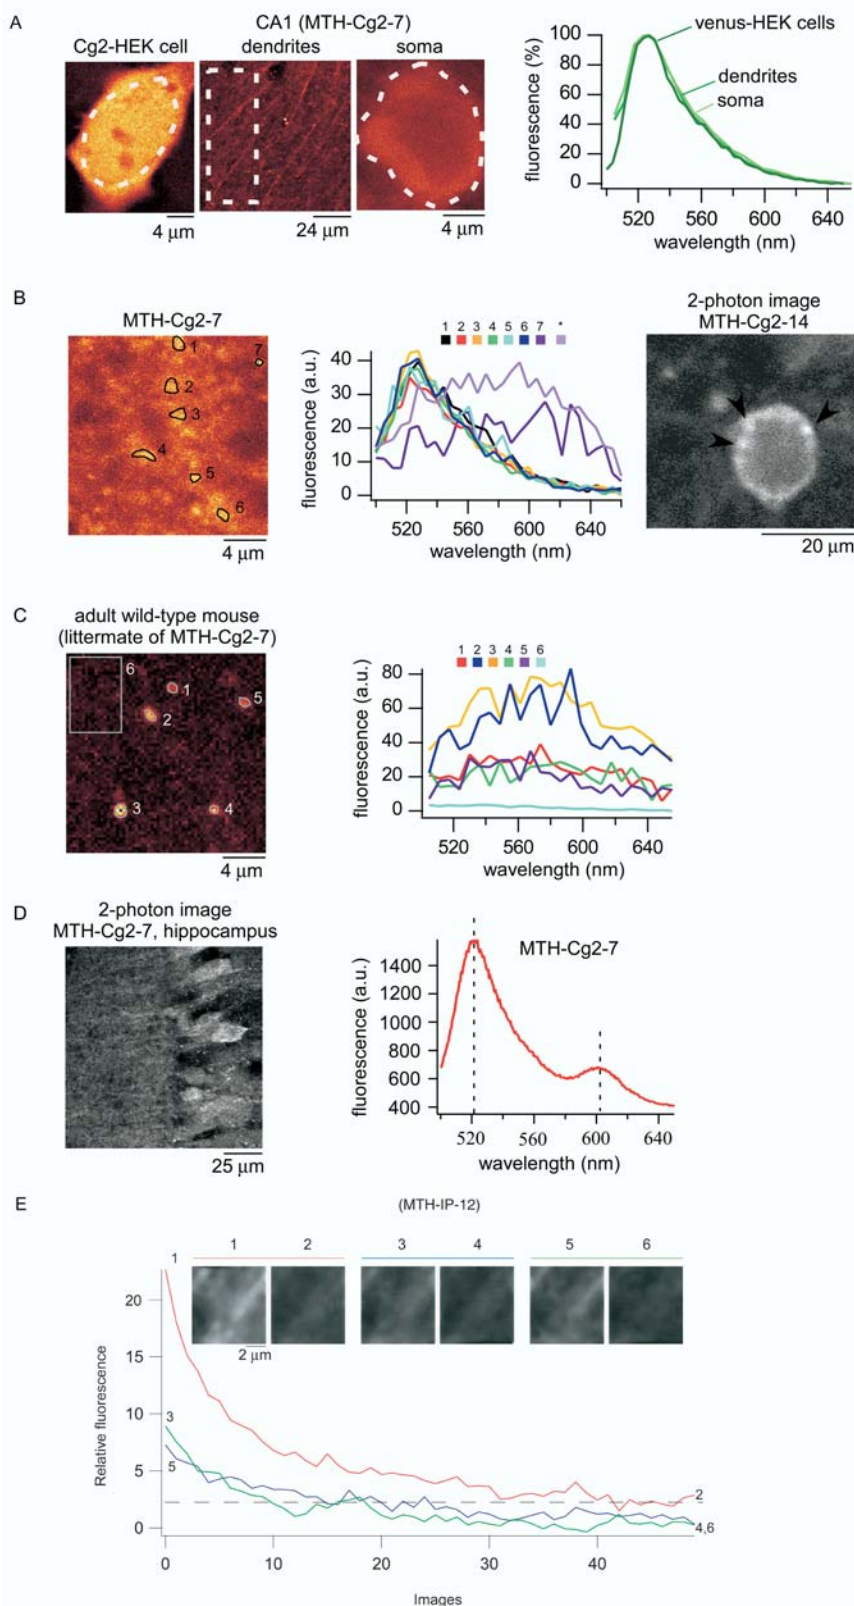 A
CA1 (MTH-Cg2-7)
Cg2-HEK cell
dendrites
soma
4 μm
24 μm
4 μm
fluorescence (%)
100
80
60
40
20
0
venus-HEK cells
dendrites
soma
520
560
600
640
wavelength (nm)
B
MTH-Cg2-7
1
2
3
4
5
6
7
4 μm
1 2 3 4 5 6 7 *
fluorescence (a.u.)
40
30
20
10
0
520
560
600
640
wavelength (nm)
2-photon image
MTH-Cg2-14
20 μm
C
adult wild-type mouse
(littermate of MTH-Cg2-7)
6
1
5
2
3
4
4 μm
1 2 3 4 5 6
fluorescence (a.u.)
80
60
40
20
0
520
560
600
640
wavelength (nm)
D
2-photon image
MTH-Cg2-7, hippocampus
25 μm
MTH-Cg2-7
fluorescence (a.u.)
1400
1200
1000
800
600
400
520
560
600
640
wavelength (nm)
E
(MTH-IP-12)
1
2
3
4
5
6
2 μm
Relative fluorescence
20
15
10
5
0
1
3
5
2
4,6
0
10
20
30
40
Images